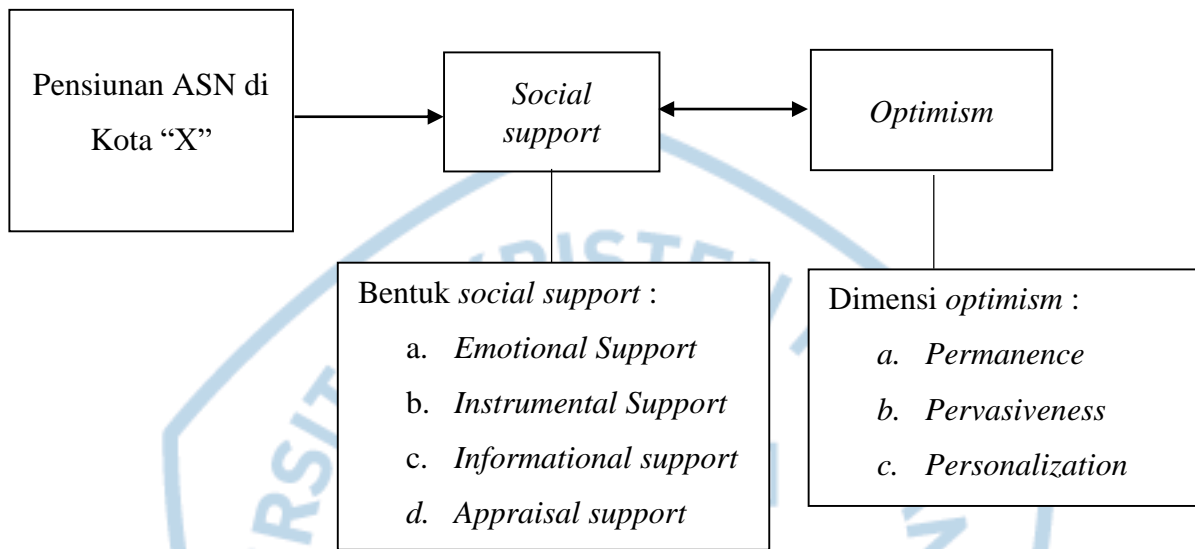 Pensiunan ASN di
Kota “X”
Social
support
Optimism
Bentuk social support :
a. Emotional Support
b. Instrumental Support
c. Informational support
d. Appraisal support
Dimensi optimism :
a. Permanence
b. Pervasiveness
c. Personalization